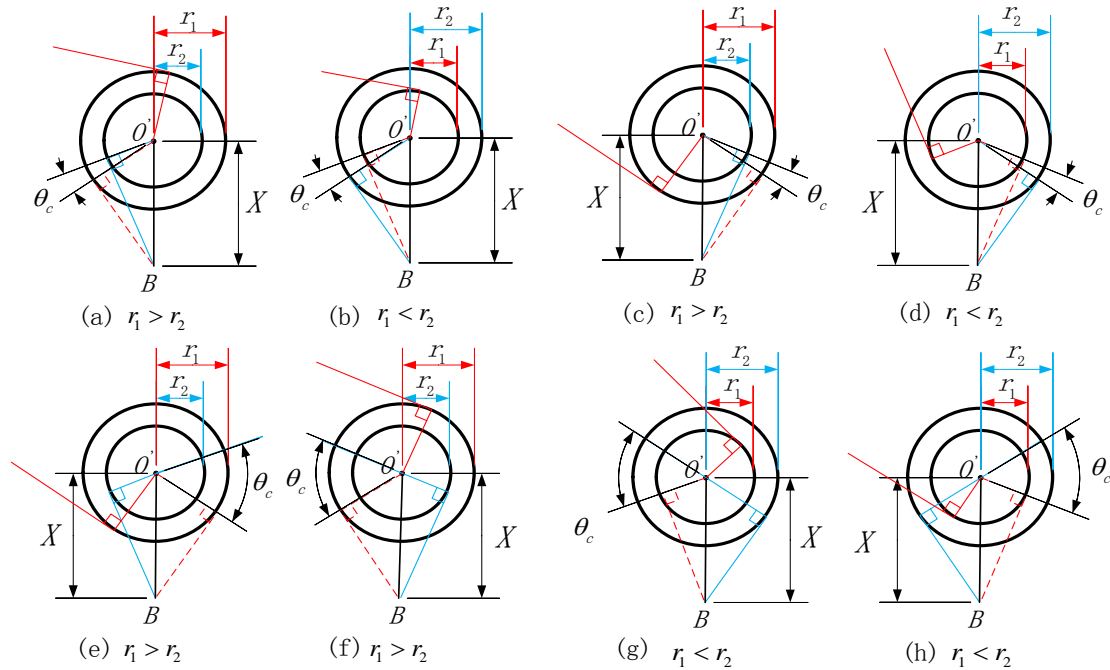 r₁ r₂ O' θc X B
(a) r₁ > r₂
r₂ r₁ O' θc X B
(b) r₁ < r₂
r₁ r₂ O' θc X B
(c) r₁ > r₂
r₂ r₁ O' θc X B
(d) r₁ < r₂
r₁ r₂ O' θc X B
(e) r₁ > r₂
r₁ r₂ O' θc X B
(f) r₁ > r₂
r₂ r₁ O' θc X B
(g) r₁ < r₂
r₂ r₁ O' θc X B
(h) r₁ < r₂